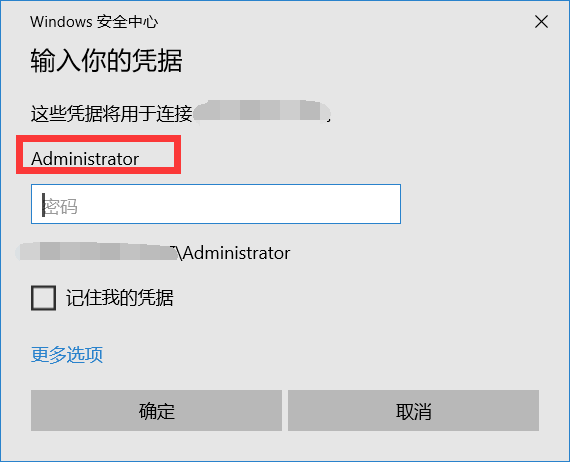 Windows 安全中心
输入你的凭据
这些凭据将用于连接
Administrator
密码
\Administrator
记住我的凭据
更多选项
确定
取消